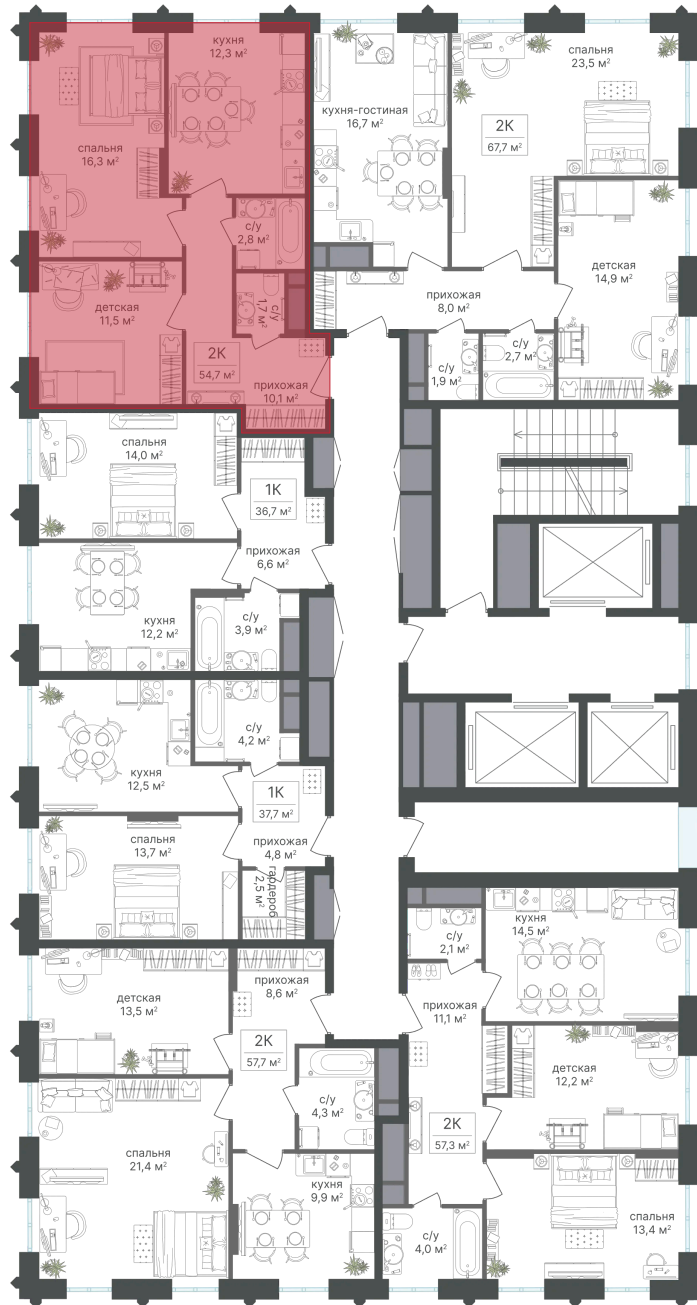 кухня
12,3 м²
спальня
16,3 м²
с/у
2,8 м²
с/у
1,7 м²
детская
11,5 м²
2К
54,7 м²
прихожая
10,1 м²
кухня-гостиная
16,7 м²
спальня
23,5 м²
2К
67,7 м²
детская
14,9 м²
прихожая
8,0 м²
с/у
2,7 м²
с/у
1,9 м²
спальня
14,0 м²
1К
36,7 м²
прихожая
6,6 м²
кухня
12,2 м²
с/у
3,9 м²
с/у
4,2 м²
кухня
12,5 м²
1К
37,7 м²
спальня
13,7 м²
прихожая
4,8 м²
гардероб
2,5 м²
детская
13,5 м²
прихожая
8,6 м²
2К
57,7 м²
с/у
4,3 м²
спальня
21,4 м²
кухня
9,9 м²
с/у
2,1 м²
кухня
14,5 м²
прихожая
11,1 м²
детская
12,2 м²
2К
57,3 м²
с/у
4,0 м²
спальня
13,4 м²